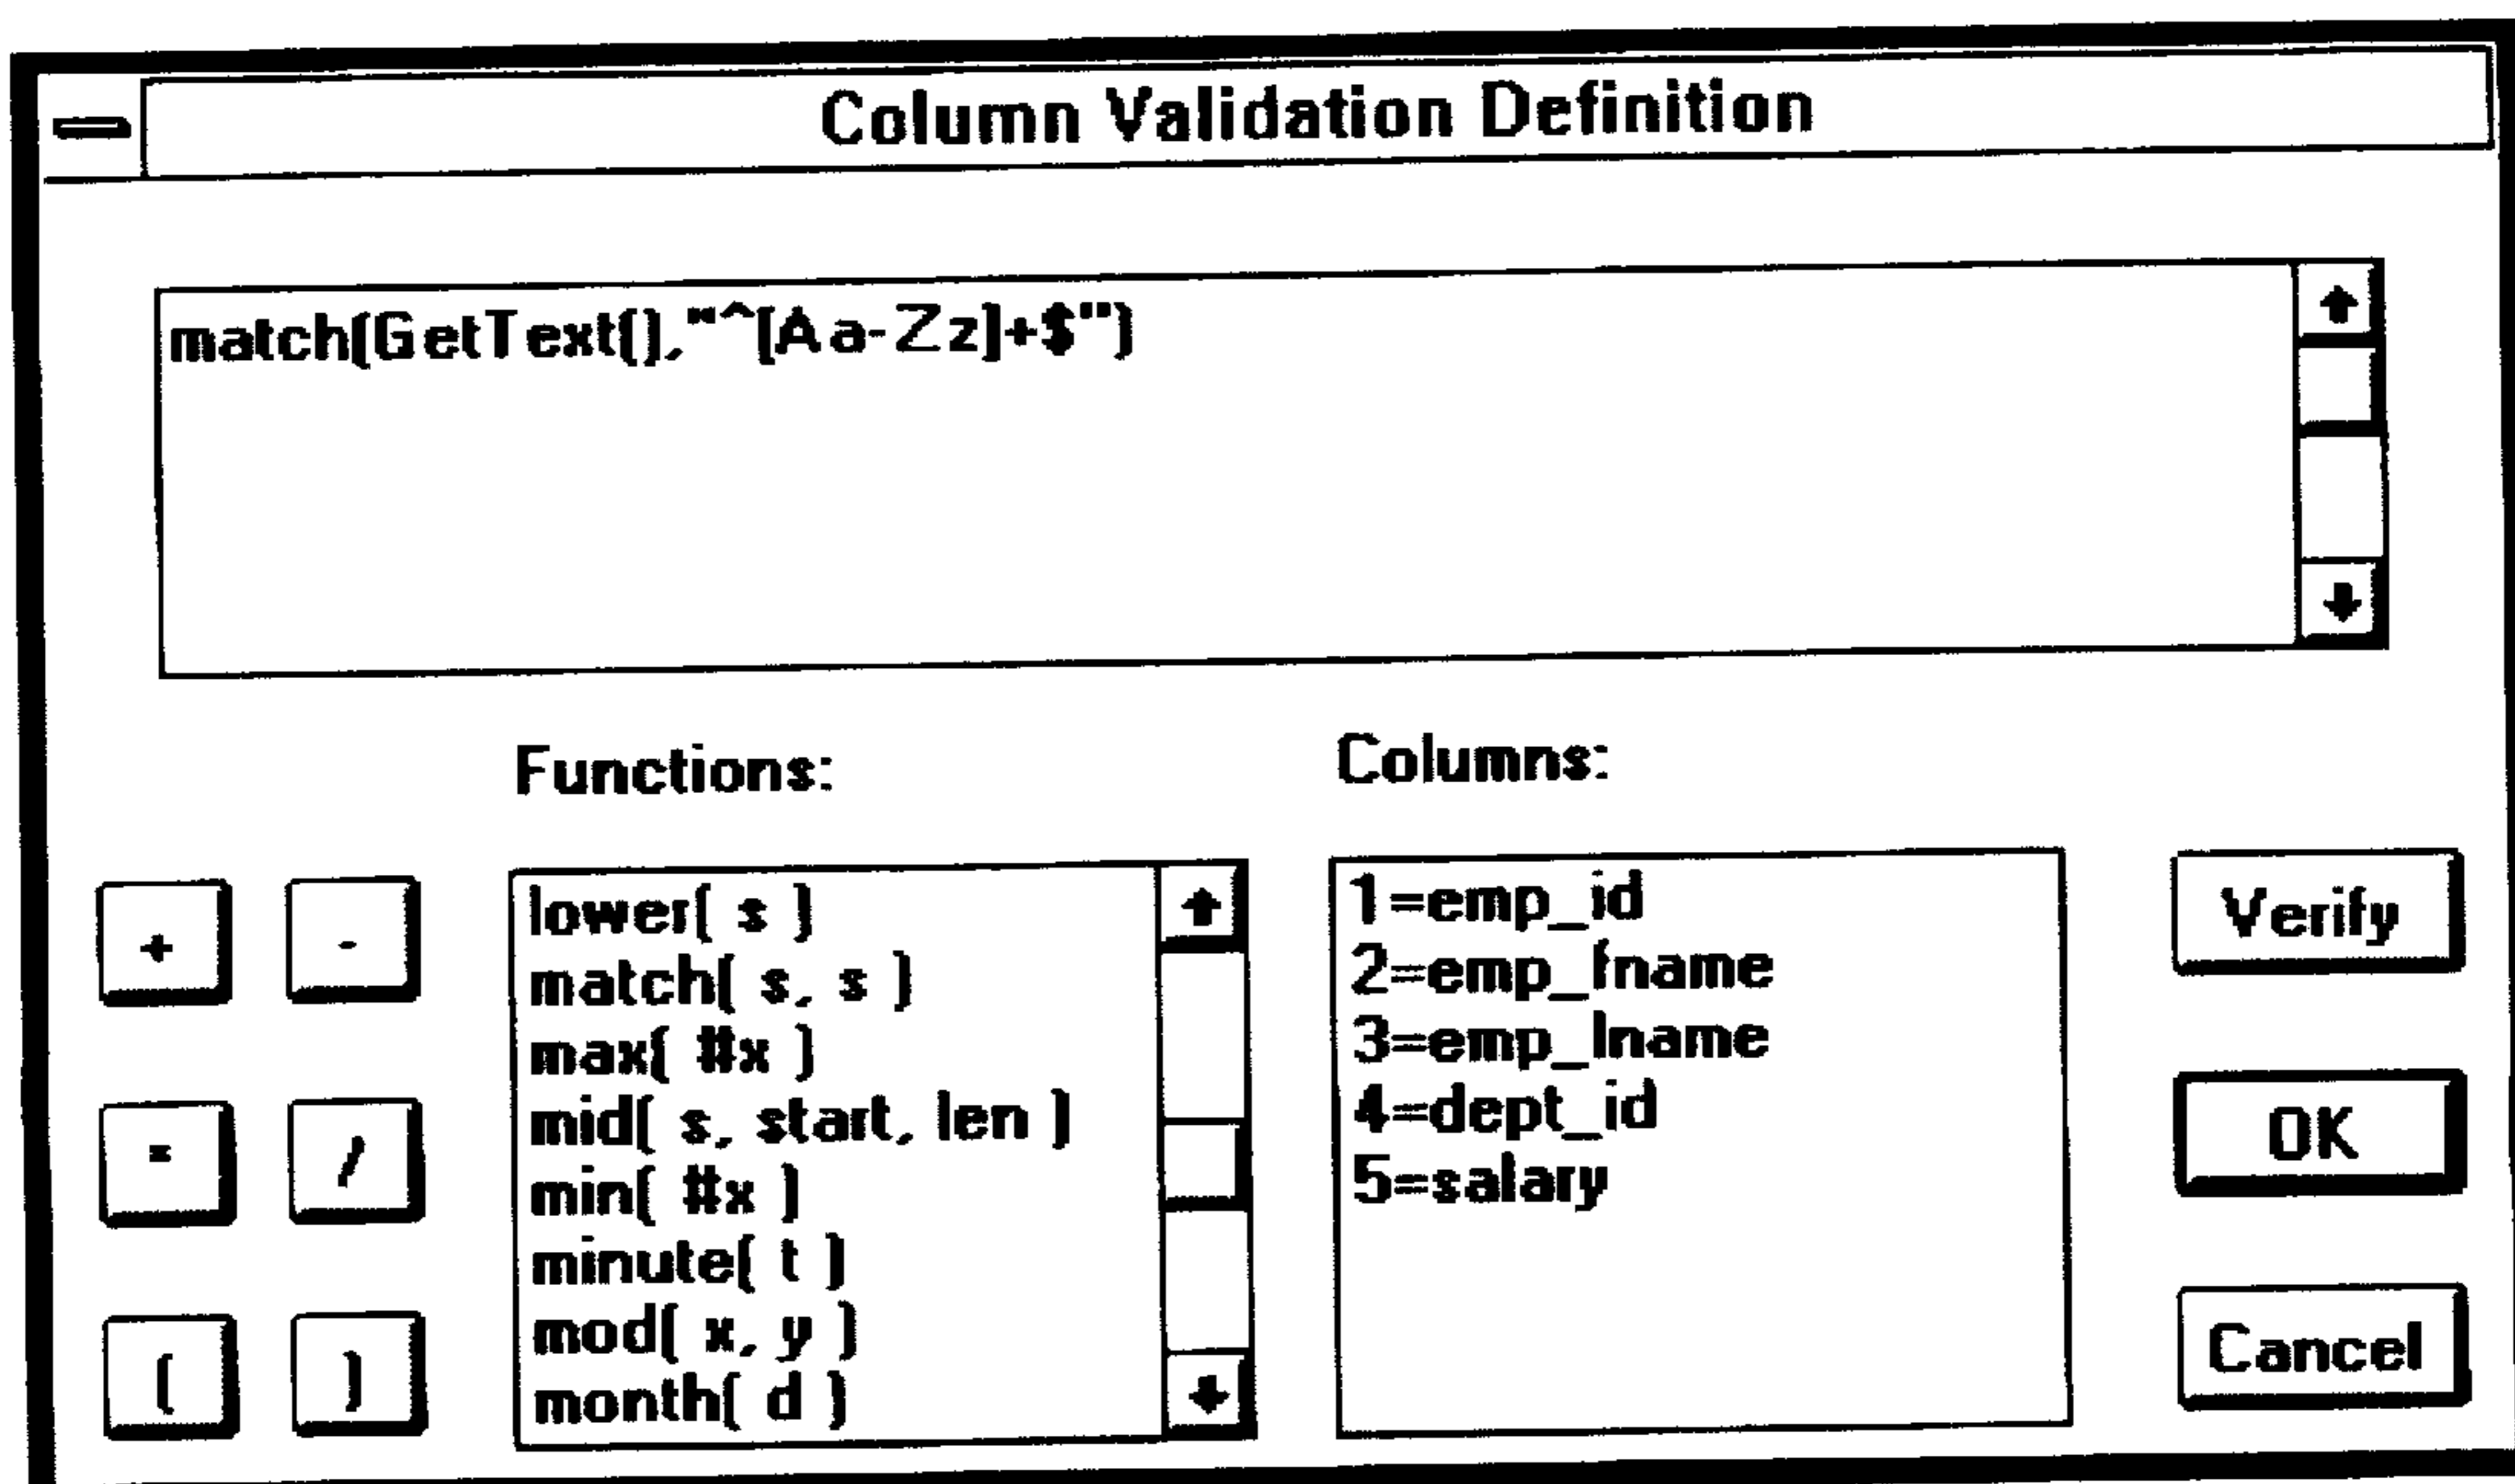 Column Validation Definition
match(GetText(),"^[Aa-Zz]+$")
Functions:
Columns:
+ -
* /
( )
lower( s )
match( s, s )
max( #x )
mid( s, start, len )
min( #x )
minute( t )
mod( x, y )
month( d )
1=emp_id
2=emp_fname
3=emp_lname
4=dept_id
5=salary
Verify
OK
Cancel